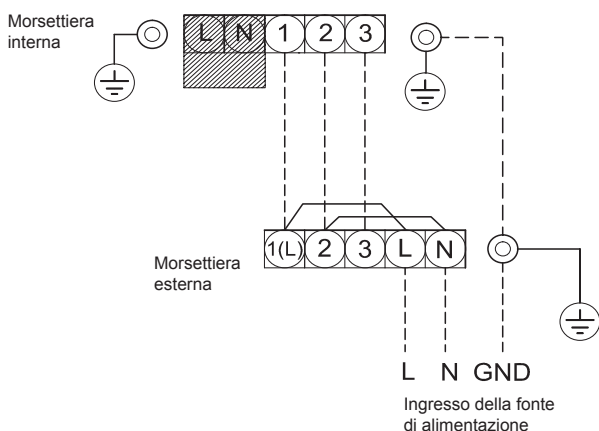 Morsettiera
interna
L N 1 2 3
1(L) 2 3 L N
Morsettiera
esterna
L N GND
Ingresso della fonte
di alimentazione